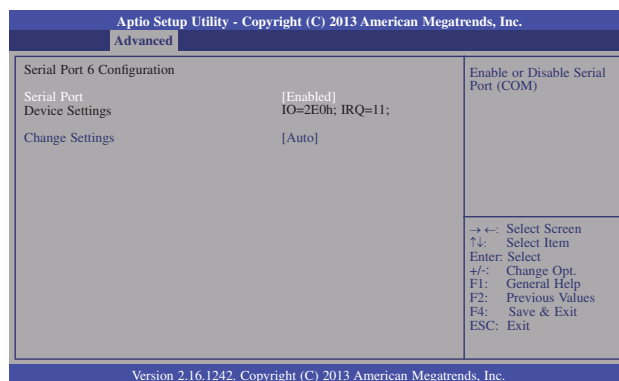 Aptio Setup Utility - Copyright (C) 2013 American Megatrends, Inc.
Advanced
Serial Port 6 Configuration
Serial Port [Enabled]
Device Settings IO=2E0h; IRQ=11;
Change Settings [Auto]
Enable or Disable Serial
Port (COM)
→←: Select Screen
↑↓: Select Item
Enter: Select
+/-: Change Opt.
F1: General Help
F2: Previous Values
F4: Save & Exit
ESC: Exit
Version 2.16.1242. Copyright (C) 2013 American Megatrends, Inc.